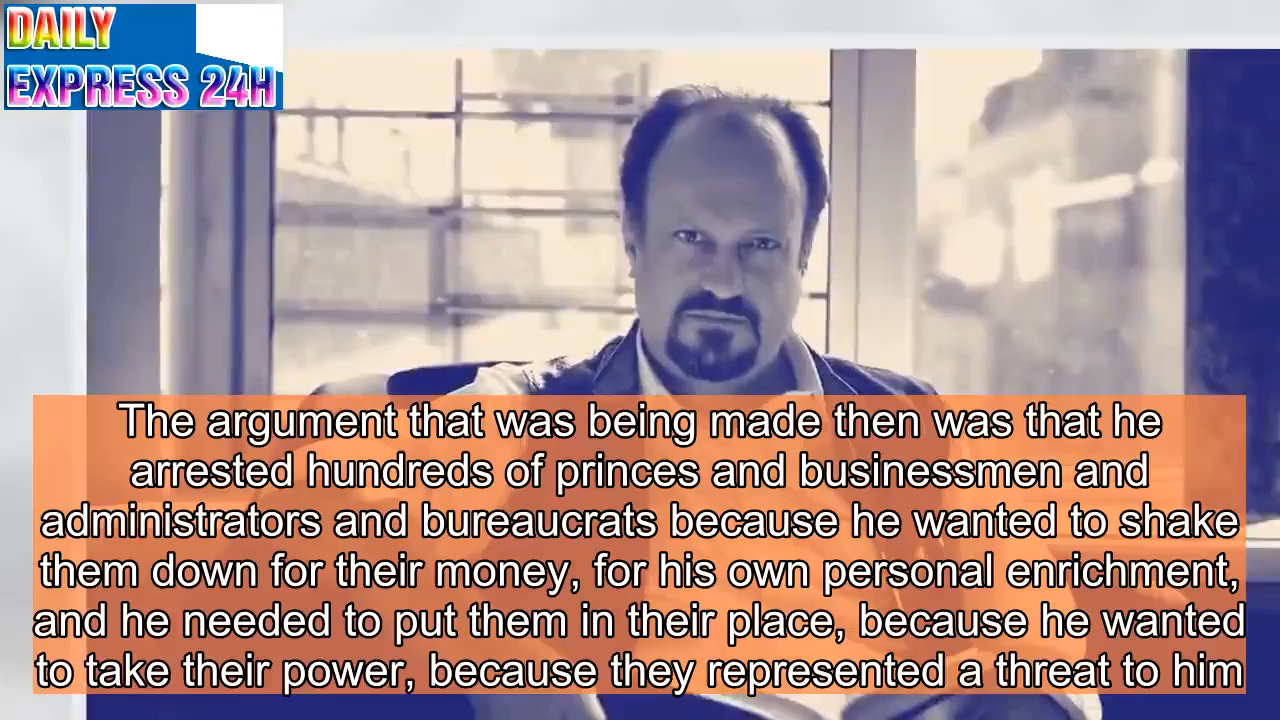 DAILY
EXPRESS 24H
The argument that was being made then was that he
arrested hundreds of princes and businessmen and
administrators and bureaucrats because he wanted to shake
them down for their money, for his own personal enrichment,
and he needed to put them in their place, because he wanted
to take their power, because they represented a threat to him